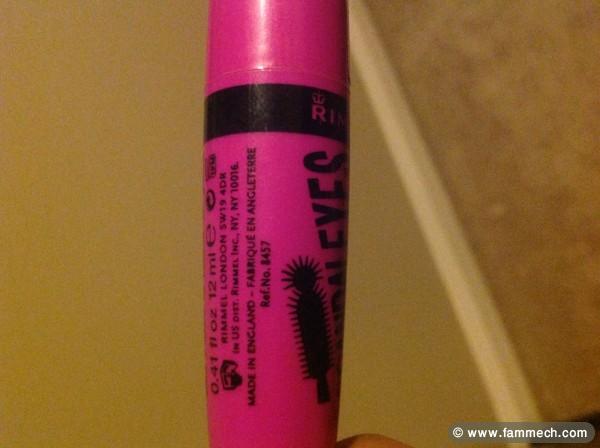 RIM
EYES
0.41 fl oz 12 ml e
RIMMEL LONDON SW19 4DR
IN US DIST. RIMMEL INC., NY, NY 10016.
MADE IN ENGLAND - FABRIQUÉ EN ANGLETERRE
Ref.No. 8457
© www.fammech.com